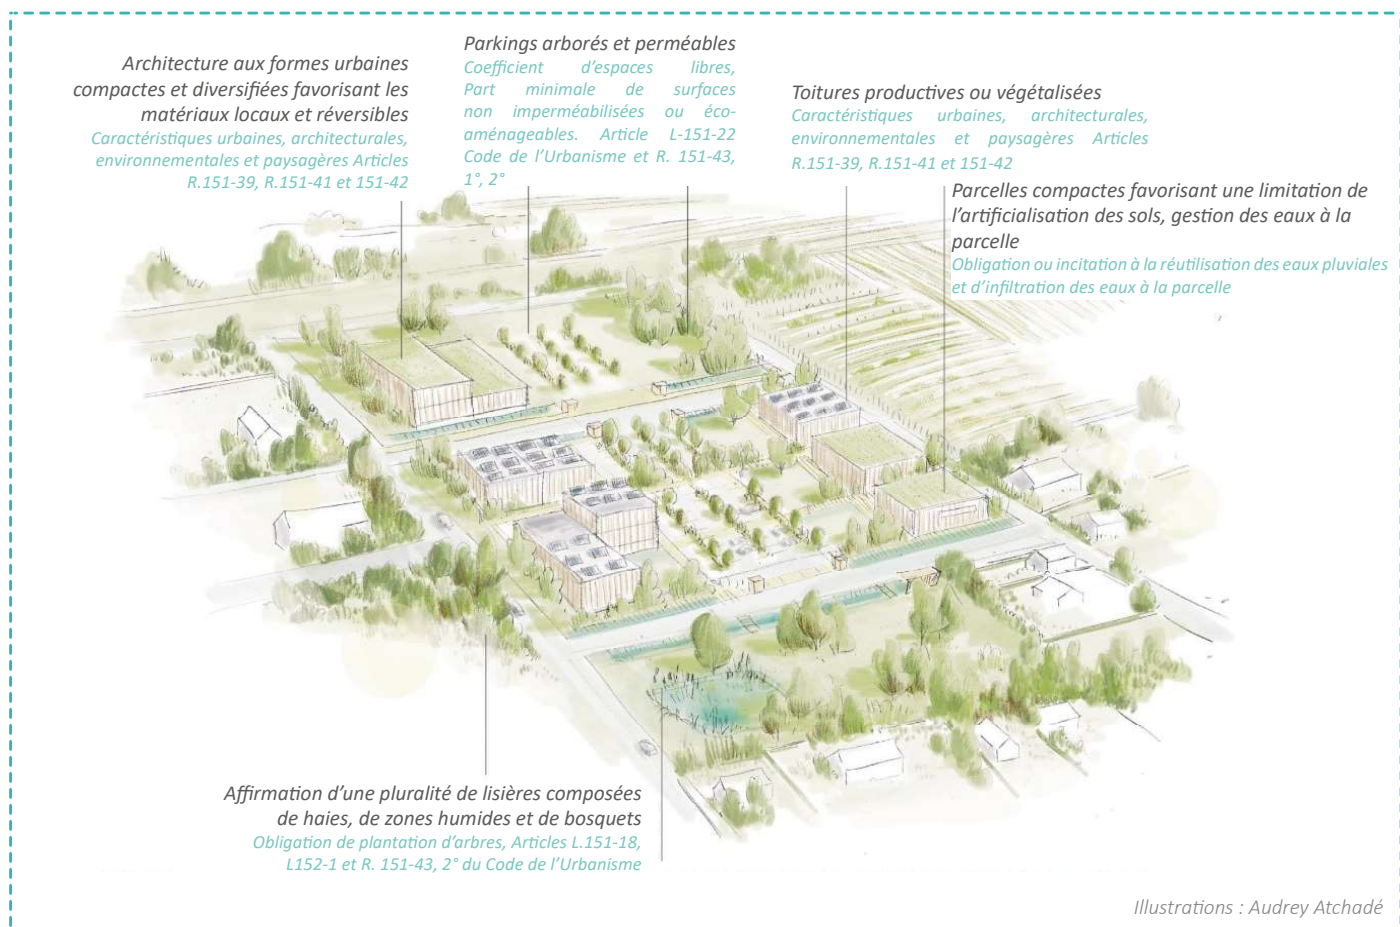 Architecture aux formes urbaines
compactes et diversifiées favorisant les
matériaux locaux et réversibles
Caractéristiques urbaines, architecturales,
environnementales et paysagères Articles
R.151-39, R.151-41 et 151-42
Parkings arborés et perméables
Coefficient d'espaces libres,
Part minimale de surfaces
non imperméabilisées ou éco-
aménageables. Article L-151-22
Code de l'Urbanisme et R. 151-43,
1°, 2°
Toitures productives ou végétalisées
Caractéristiques urbaines, architecturales,
environnementales et paysagères Articles
R.151-39, R.151-41 et 151-42
Parcelles compactes favorisant une limitation de
l'artificialisation des sols, gestion des eaux à la
parcelle
Obligation ou incitation à la réutilisation des eaux pluviales
et d'infiltration des eaux à la parcelle
Affirmation d'une pluralité de lisières composées
de haies, de zones humides et de bosquets
Obligation de plantation d'arbres, Articles L.151-18,
L152-1 et R. 151-43, 2° du Code de l'Urbanisme
Illustrations : Audrey Atchadé